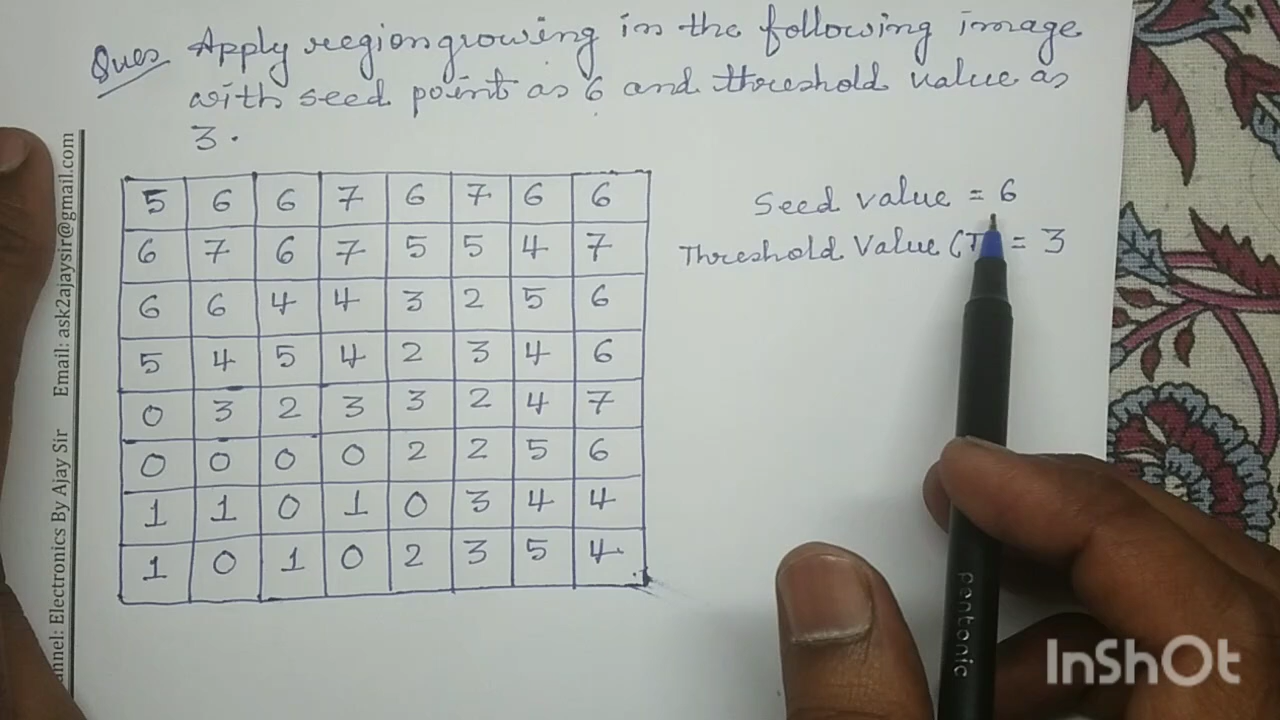 Ques Apply region growing in the following image
with seed point as 6 and threshold value as
3.
5 6 6 7 6 7 6 6
6 7 6 7 5 5 4 7
6 6 4 4 3 2 5 6
5 4 5 4 2 3 4 6
0 3 2 3 3 2 4 7
0 0 0 0 2 2 5 6
1 1 0 1 0 3 4 4
1 0 1 0 2 3 5 4
Seed value = 6
Threshold Value (T = 3
annel: Electronics By Ajay Sir Email: ask2ajaysir@gmail.com
pentonic
InShOt